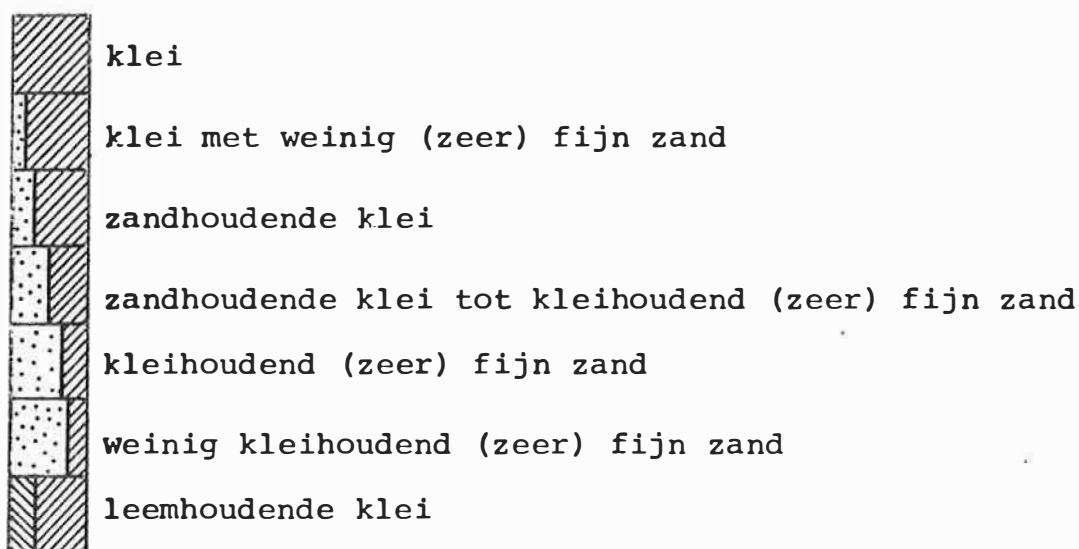 klei
klei met weinig (zeer) fijn zand
zandhoudende klei
zandhoudende klei tot kleihoudend (zeer) fijn zand
kleihoudend (zeer) fijn zand
weinig kleihoudend (zeer) fijn zand
leemhoudende klei